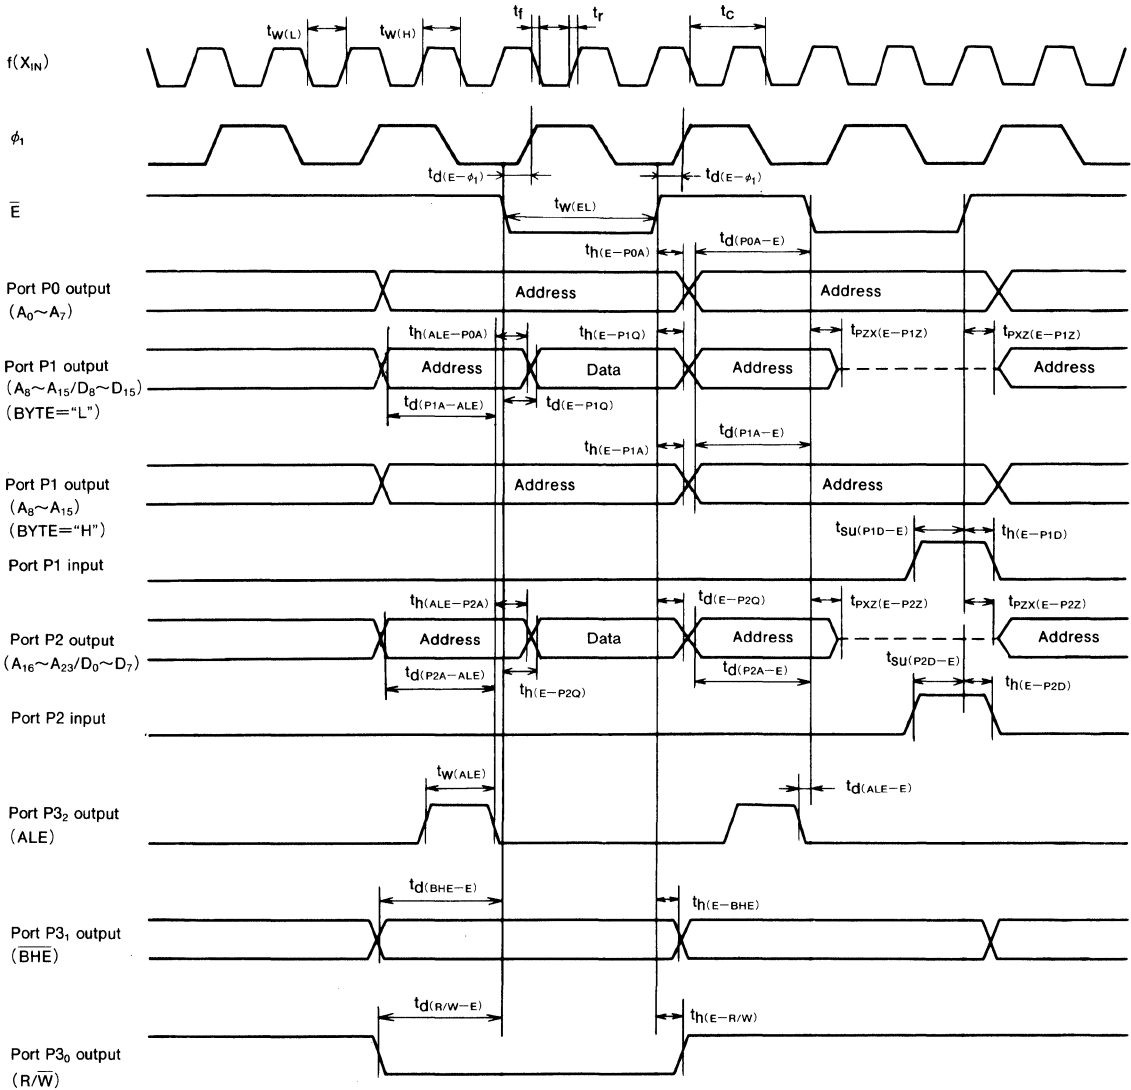 tf tr tC
tW(L) tW(H)
f(XIN)
ϕ1
td(E−ϕ1) td(E−ϕ1)
E̅ tW(EL)
th(E−P0A) td(P0A−E)
Port P0 output Address Address
(A0~A7)
th(ALE−P0A) th(E−P1Q) tPZX(E−P1Z) tPXZ(E−P1Z)
Port P1 output Address Data Address Address
(A8~A15/D8~D15)
(BYTE="L") td(P1A−ALE) td(E−P1Q)
th(E−P1A) td(P1A−E)
Port P1 output Address Address
(A8~A15)
(BYTE="H")
tsu(P1D−E) th(E−P1D)
Port P1 input
th(ALE−P2A) td(E−P2Q) tPXZ(E−P2Z) tPZX(E−P2Z)
Port P2 output Address Data Address Address
(A16~A23/D0~D7)
td(P2A−ALE) th(E−P2Q) td(P2A−E) tsu(P2D−E) th(E−P2D)
Port P2 input
tW(ALE) td(ALE−E)
Port P32 output
(ALE)
td(BHE−E) th(E−BHE)
Port P31 output
(B̅H̅E̅)
td(R/W−E) th(E−R/W)
Port P30 output
(R/W̅)